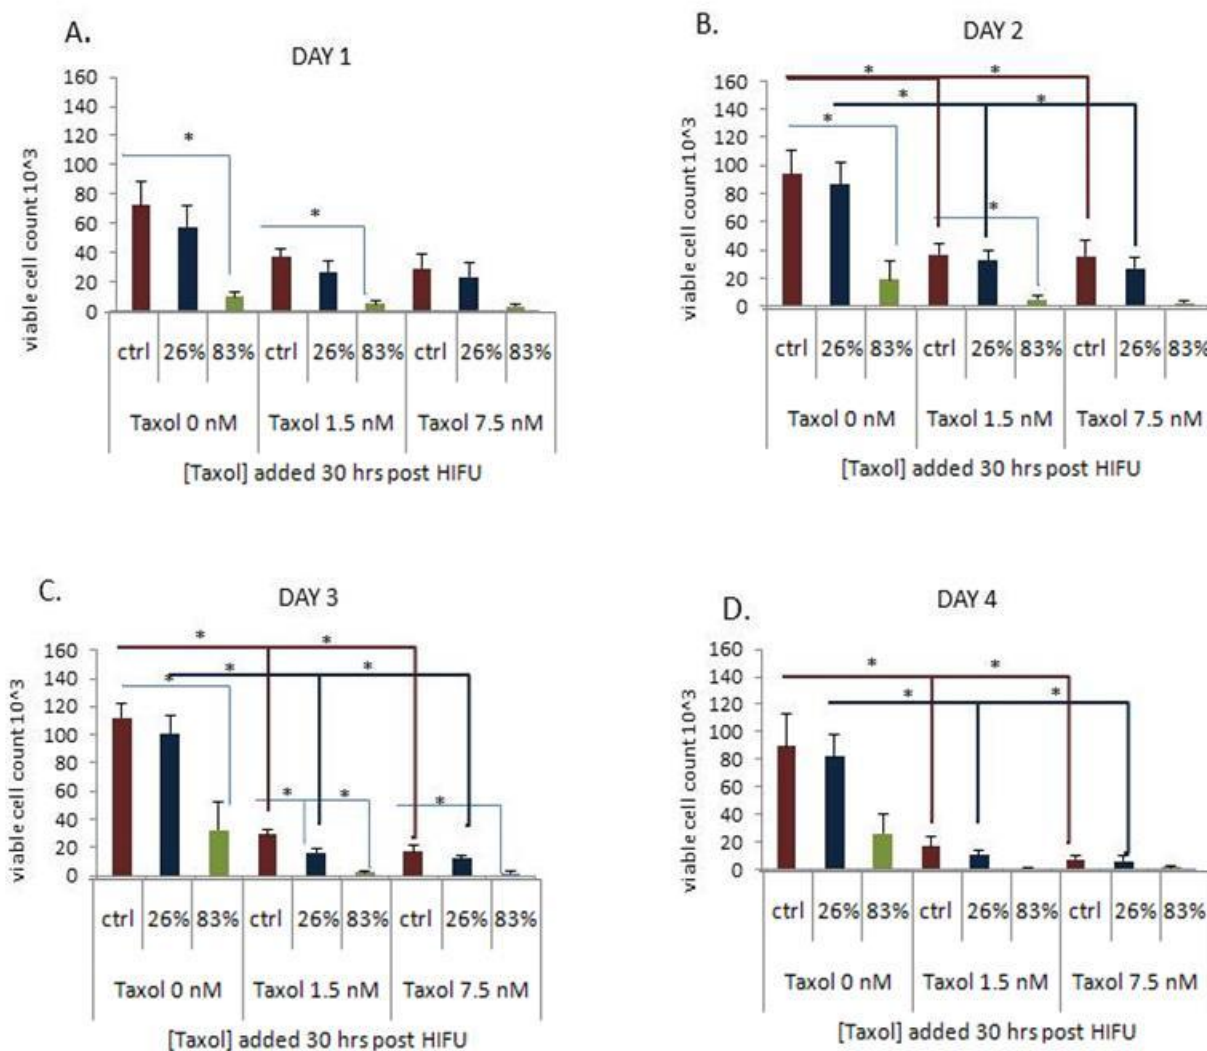 A.
DAY 1
viable cell count 10^3
160
140
120
100
80
60
40
20
0
*
*
ctrl 26% 83% ctrl 26% 83% ctrl 26% 83%
Taxol 0 nM Taxol 1.5 nM Taxol 7.5 nM
[Taxol] added 30 hrs post HIFU
B.
DAY 2
viable cell count 10^3
160
140
120
100
80
60
40
20
0
* *
* *
*
*
ctrl 26% 83% ctrl 26% 83% ctrl 26% 83%
Taxol 0 nM Taxol 1.5 nM Taxol 7.5 nM
[Taxol] added 30 hrs post HIFU
C.
DAY 3
viable cell count 10^3
160
140
120
100
80
60
40
20
0
* *
* *
*
* * *
ctrl 26% 83% ctrl 26% 83% ctrl 26% 83%
Taxol 0 nM Taxol 1.5 nM Taxol 7.5 nM
[Taxol] added 30 hrs post HIFU
D.
DAY 4
viable cell count 10^3
160
140
120
100
80
60
40
20
0
* *
* *
ctrl 26% 83% ctrl 26% 83% ctrl 26% 83%
Taxol 0 nM Taxol 1.5 nM Taxol 7.5 nM
[Taxol] added 30 hrs post HIFU